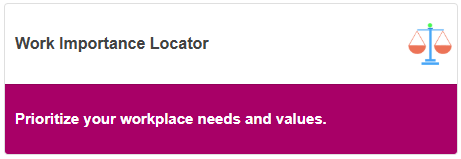 Work Importance Locator
Prioritize your workplace needs and values.